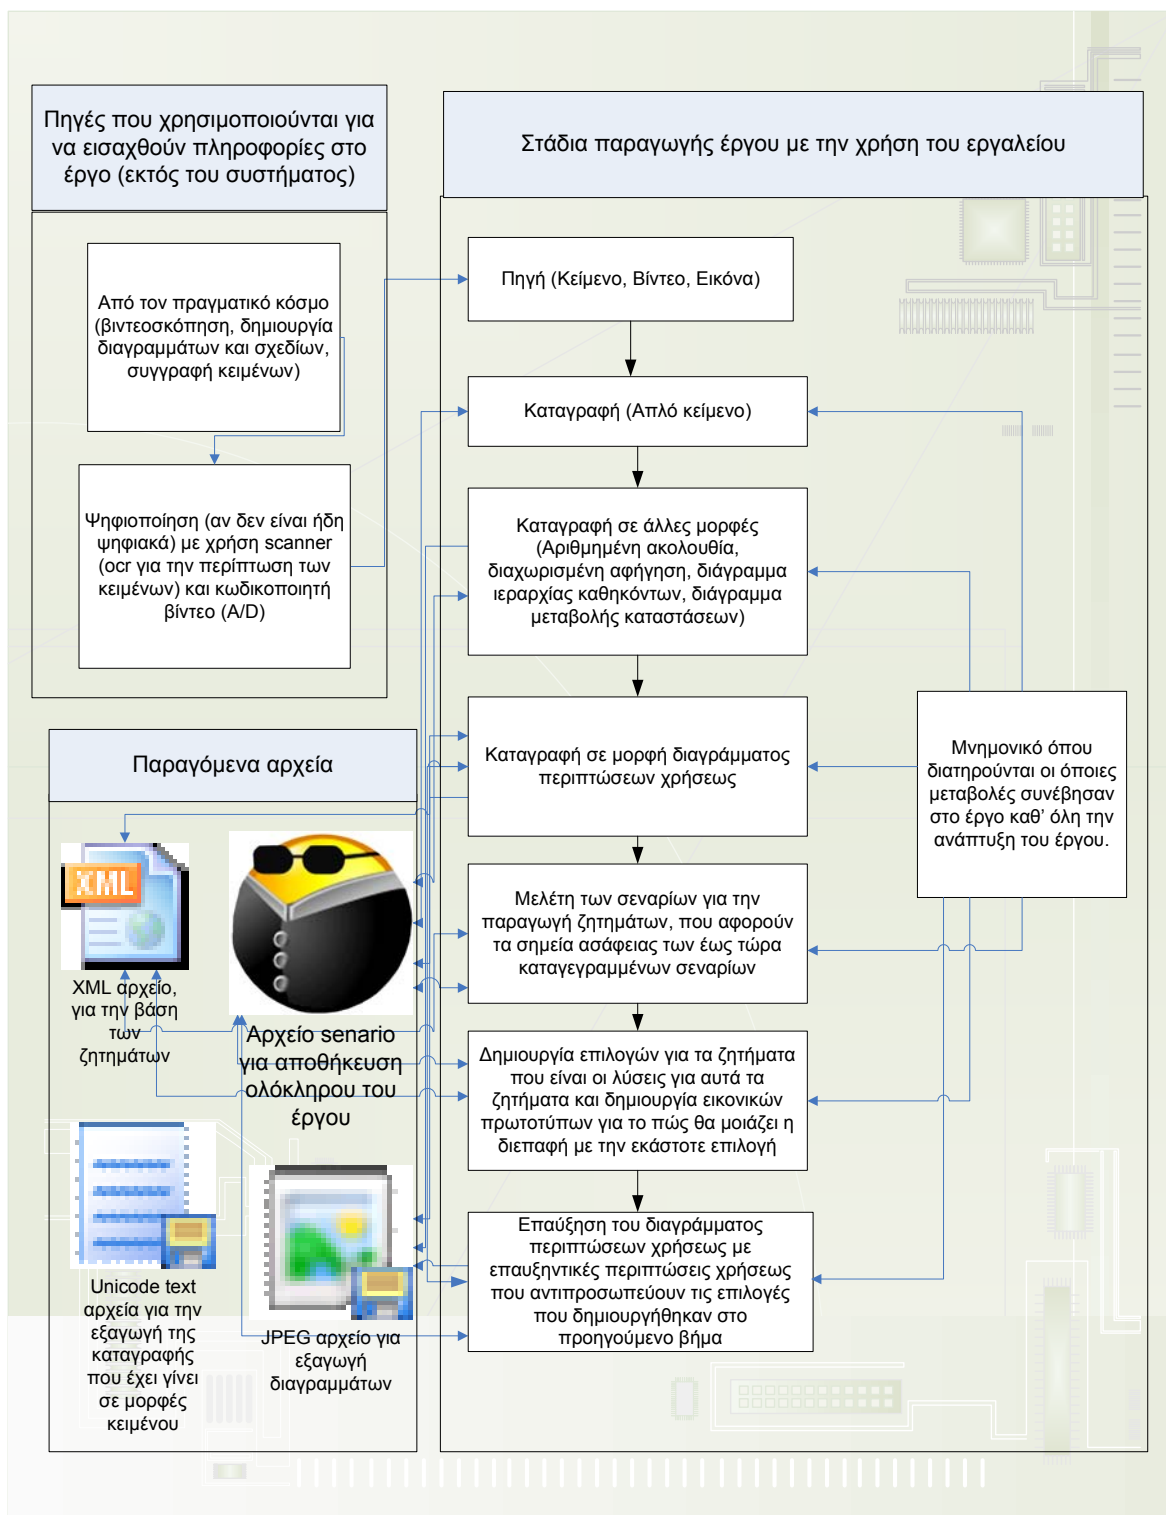 Πηγές που χρησιμοποιούνται για
να εισαχθούν πληροφορίες στο
έργο (εκτός του συστήματος)
Στάδια παραγωγής έργου με την χρήση του εργαλείου
Από τον πραγματικό κόσμο
(βιντεοσκόπηση, δημιουργία
διαγραμμάτων και σχεδίων,
συγγραφή κειμένων)
Ψηφιοποίηση (αν δεν είναι ήδη
ψηφιακά) με χρήση scanner
(ocr για την περίπτωση των
κειμένων) και κωδικοποιητή
βίντεο (A/D)
Πηγή (Κείμενο, Βίντεο, Εικόνα)
Καταγραφή (Απλό κείμενο)
Καταγραφή σε άλλες μορφές
(Αριθμημένη ακολουθία,
διαχωρισμένη αφήγηση, διάγραμμα
ιεραρχίας καθηκόντων, διάγραμμα
μεταβολής καταστάσεων)
Καταγραφή σε μορφή διαγράμματος
περιπτώσεων χρήσεως
Μνημονικό όπου
διατηρούνται οι όποιες
μεταβολές συνέβησαν
στο έργο καθ' όλη την
ανάπτυξη του έργου.
Μελέτη των σεναρίων για την
παραγωγή ζητημάτων, που αφορούν
τα σημεία ασάφειας των έως τώρα
καταγεγραμμένων σεναρίων
Δημιουργία επιλογών για τα ζητήματα
που είναι οι λύσεις για αυτά τα
ζητήματα και δημιουργία εικονικών
πρωτοτύπων για το πώς θα μοιάζει η
διεπαφή με την εκάστοτε επιλογή
Επαύξηση του διαγράμματος
περιπτώσεων χρήσεως με
επαυξηντικές περιπτώσεις χρήσεως
που αντιπροσωπεύουν τις επιλογές
που δημιουργήθηκαν στο
προηγούμενο βήμα
Παραγόμενα αρχεία
XML
XML αρχείο,
για την βάση
των
ζητημάτων
Αρχείο senario
για αποθήκευση
ολόκληρου του
έργου
Unicode text
αρχεία για την
εξαγωγή της
καταγραφής
που έχει γίνει
σε μορφές
κειμένου
JPEG αρχείο για
εξαγωγή
διαγραμμάτων